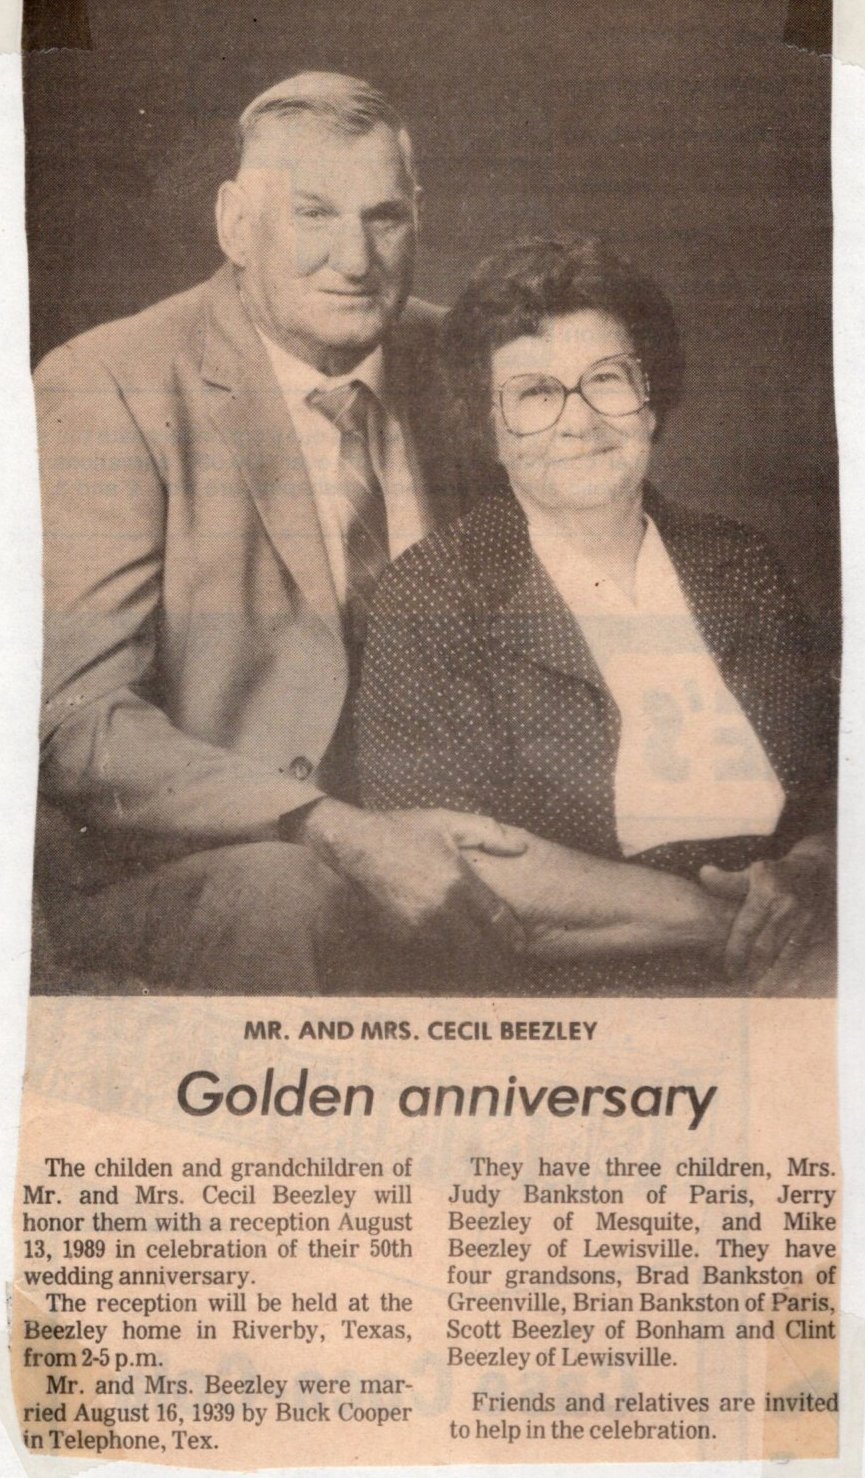 MR. AND MRS. CECIL BEEZLEY
Golden anniversary
The childen and grandchildren of
Mr. and Mrs. Cecil Beezley will
honor them with a reception August
13, 1989 in celebration of their 50th
wedding anniversary.
The reception will be held at the
Beezley home in Riverby, Texas,
from 2-5 p.m.
Mr. and Mrs. Beezley were mar-
ried August 16, 1939 by Buck Cooper
in Telephone, Tex.
They have three children, Mrs.
Judy Bankston of Paris, Jerry
Beezley of Mesquite, and Mike
Beezley of Lewisville. They have
four grandsons, Brad Bankston of
Greenville, Brian Bankston of Paris,
Scott Beezley of Bonham and Clint
Beezley of Lewisville.
Friends and relatives are invited
to help in the celebration.